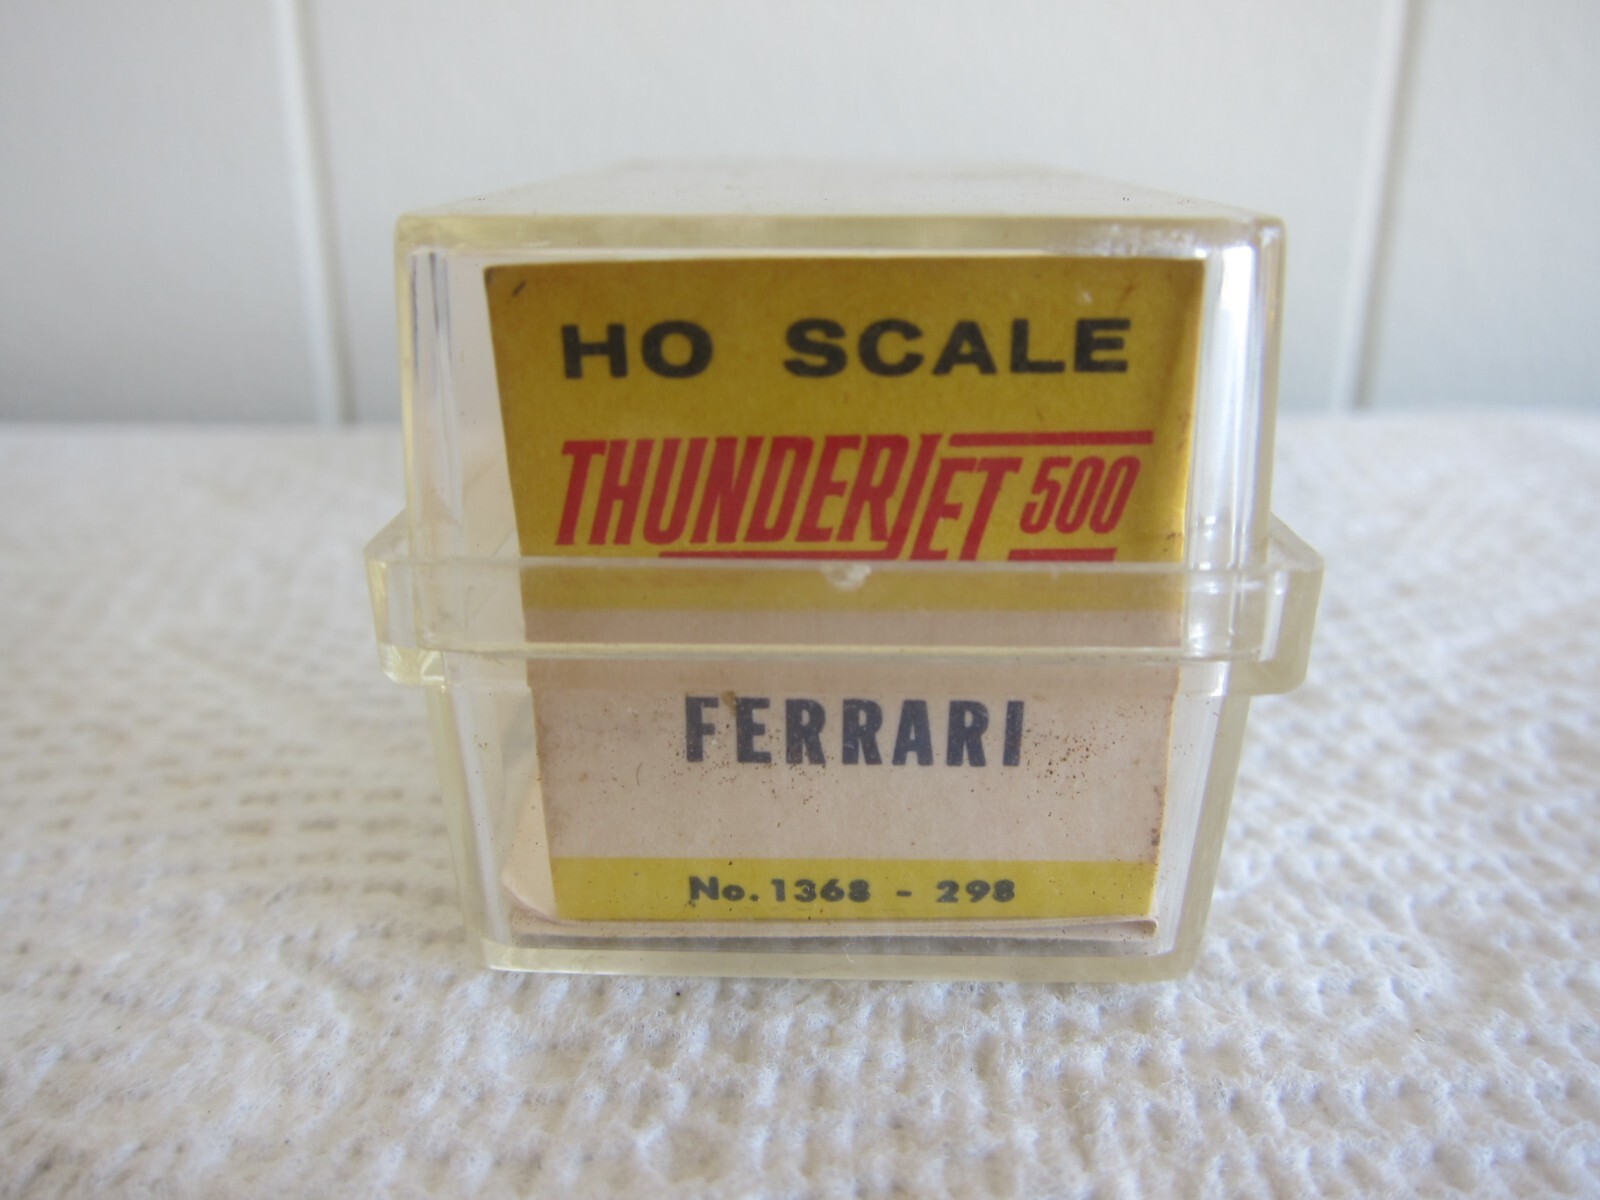 HO SCALE
THUNDERJET 500
FERRARI
No. 1368 - 298